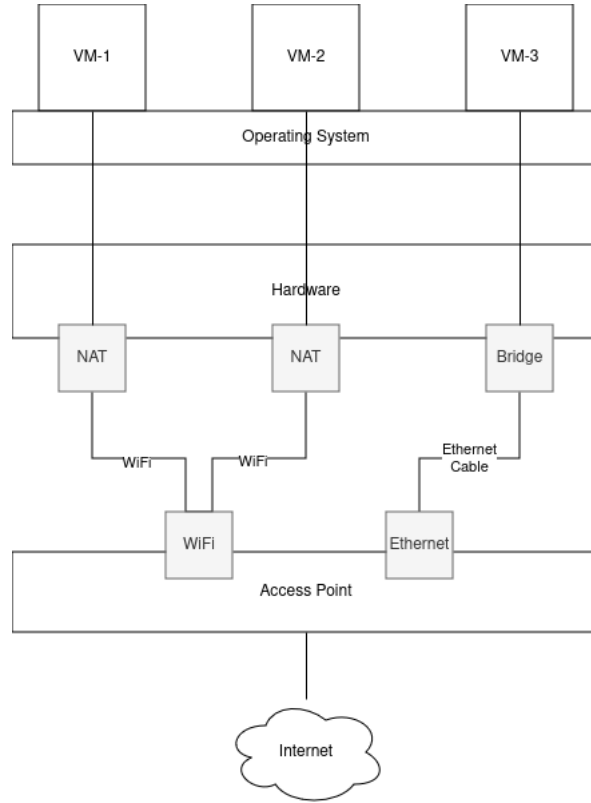 VM-1
VM-2
VM-3
Operating System
Hardware
NAT
NAT
Bridge
WiFi
WiFi
Ethernet
Cable
WiFi
Ethernet
Access Point
Internet